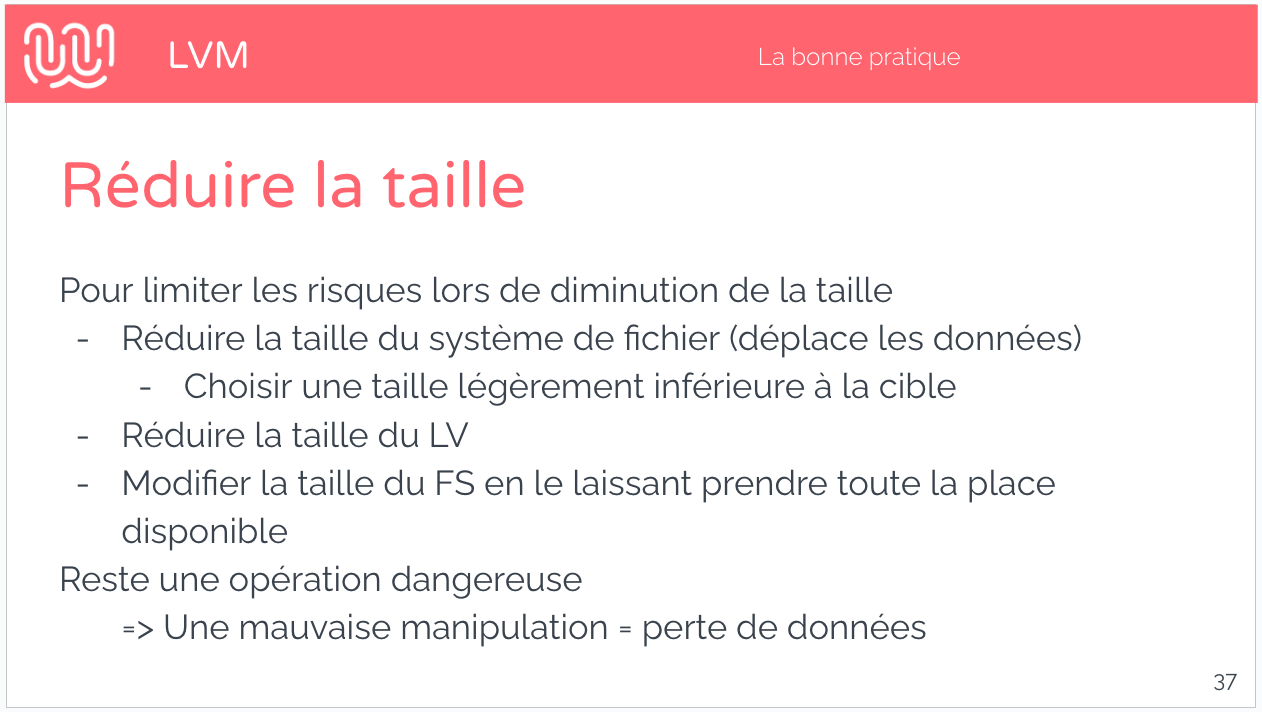 LVM
La bonne pratique
Réduire la taille
Pour limiter les risques lors de diminution de la taille
- Réduire la taille du système de fichier (déplace les données)
- Choisir une taille légèrement inférieure à la cible
- Réduire la taille du LV
- Modifier la taille du FS en le laissant prendre toute la place
disponible
Reste une opération dangereuse
=> Une mauvaise manipulation = perte de données
37